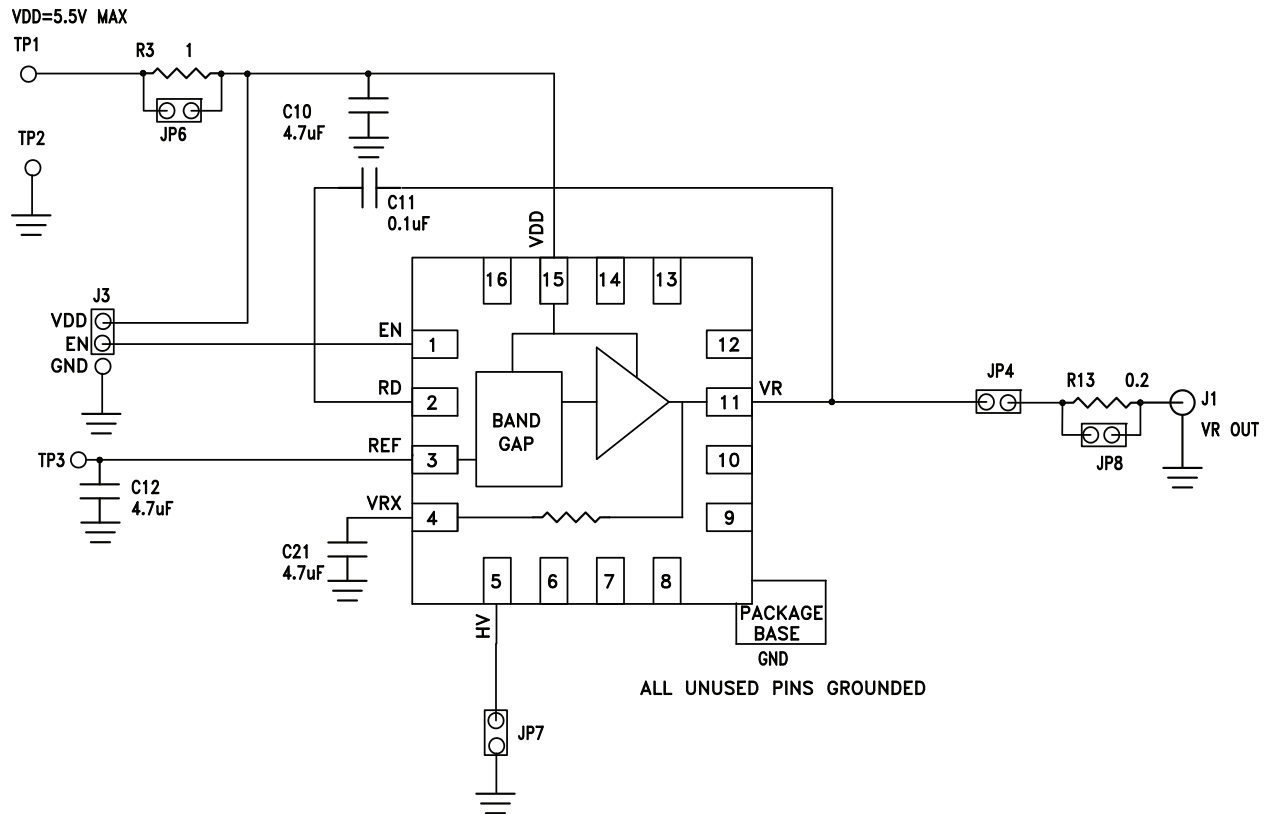 VDD=5.5V MAX
TP1
R3 1
JP6
C10
4.7uF
TP2
C11
0.1uF
VDD
16 15 14 13
J3
VDD
EN
GND
EN
1
12
RD
2
11
VR
JP4
R13 0.2
J1
VR OUT
JP8
BAND
GAP
TP3
REF
3
10
C12
4.7uF
VRX
4
9
C21
4.7uF
5 6 7 8
HV
PACKAGE
BASE
GND
ALL UNUSED PINS GROUNDED
JP7